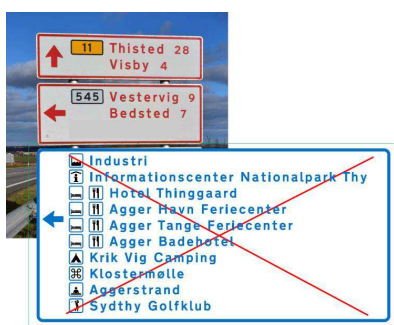 11 Thisted 28
Visby 4
545 Vestervig 9
Bedsted 7
Industri
Informationscenter Nationalpark Thy
Hotel Thinggaard
Agger Havn Feriecenter
Agger Tange Feriecenter
Agger Badehotel
Krik Vig Camping
Klostermølle
Aggerstrand
Sydthy Golfklub